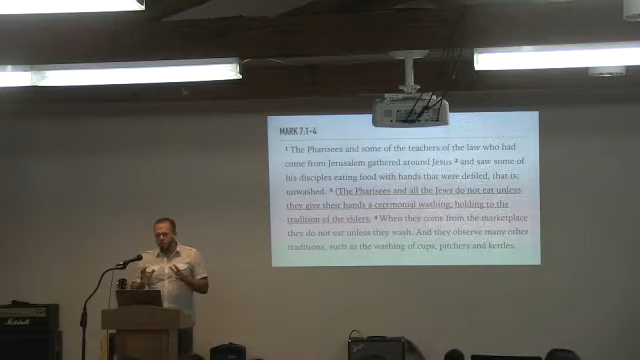 MARK 7:1-4
1 The Pharisees and some of the teachers of the law who had
come from Jerusalem gathered around Jesus 2 and saw some of
his disciples eating food with hands that were defiled, that is,
unwashed. 3 (The Pharisees and all the Jews do not eat unless
they give their hands a ceremonial washing, holding to the
tradition of the elders. 4 When they come from the marketplace
they do not eat unless they wash. And they observe many other
traditions, such as the washing of cups, pitchers and kettles.
Marshall